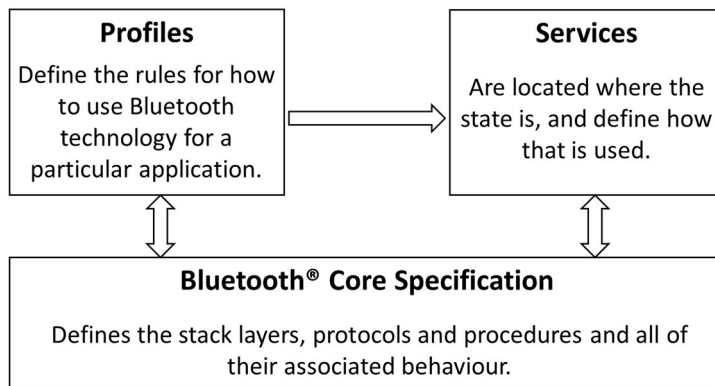 Profiles
Define the rules for how
to use Bluetooth
technology for a
particular application.
Services
Are located where the
state is, and define how
that is used.
Bluetooth® Core Specification
Defines the stack layers, protocols and procedures and all of
their associated behaviour.